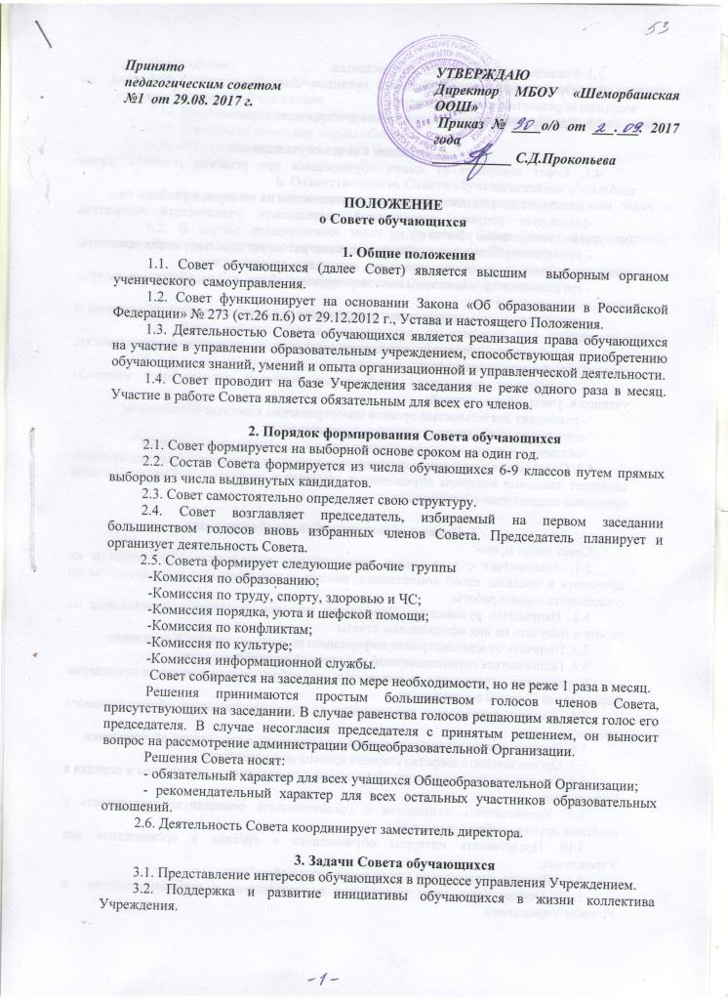 53
Принято
педагогическим советом
№1 от 29.08. 2017 г.
УТВЕРЖДАЮ
Директор МБОУ «Шеморбашская
ООШ»
Приказ № 90 о/д от 2 . 09. 2017
года
С.Д.Прокопьева
ПОЛОЖЕНИЕ
о Совете обучающихся
1. Общие положения
1.1. Совет обучающихся (далее Совет) является высшим выборным органом
ученического самоуправления.
1.2. Совет функционирует на основании Закона «Об образовании в Российской
Федерации» № 273 (ст.26 п.6) от 29.12.2012 г., Устава и настоящего Положения.
1.3. Деятельностью Совета обучающихся является реализация права обучающихся
на участие в управлении образовательным учреждением, способствующая приобретению
обучающимися знаний, умений и опыта организационной и управленческой деятельности.
1.4. Совет проводит на базе Учреждения заседания не реже одного раза в месяц.
Участие в работе Совета является обязательным для всех его членов.
2. Порядок формирования Совета обучающихся
2.1. Совет формируется на выборной основе сроком на один год.
2.2. Состав Совета формируется из числа обучающихся 6-9 классов путем прямых
выборов из числа выдвинутых кандидатов.
2.3. Совет самостоятельно определяет свою структуру.
2.4. Совет возглавляет председатель, избираемый на первом заседании
большинством голосов вновь избранных членов Совета. Председатель планирует и
организует деятельность Совета.
2.5. Совета формирует следующие рабочие группы
-Комиссия по образованию;
-Комиссия по труду, спорту, здоровью и ЧС;
-Комиссия порядка, уюта и шефской помощи;
-Комиссия по конфликтам;
-Комиссия по культуре;
-Комиссия информационной службы.
Совет собирается на заседания по мере необходимости, но не реже 1 раза в месяц.
Решения принимаются простым большинством голосов членов Совета,
присутствующих на заседании. В случае равенства голосов решающим является голос его
председателя. В случае несогласия председателя с принятым решением, он выносит
вопрос на рассмотрение администрации Общеобразовательной Организации.
Решения Совета носят:
- обязательный характер для всех учащихся Общеобразовательной Организации;
- рекомендательный характер для всех остальных участников образовательных
отношений.
2.6. Деятельность Совета координирует заместитель директора.
3. Задачи Совета обучающихся
3.1. Представление интересов обучающихся в процессе управления Учреждением.
3.2. Поддержка и развитие инициативы обучающихся в жизни коллектива
Учреждения.
-1-